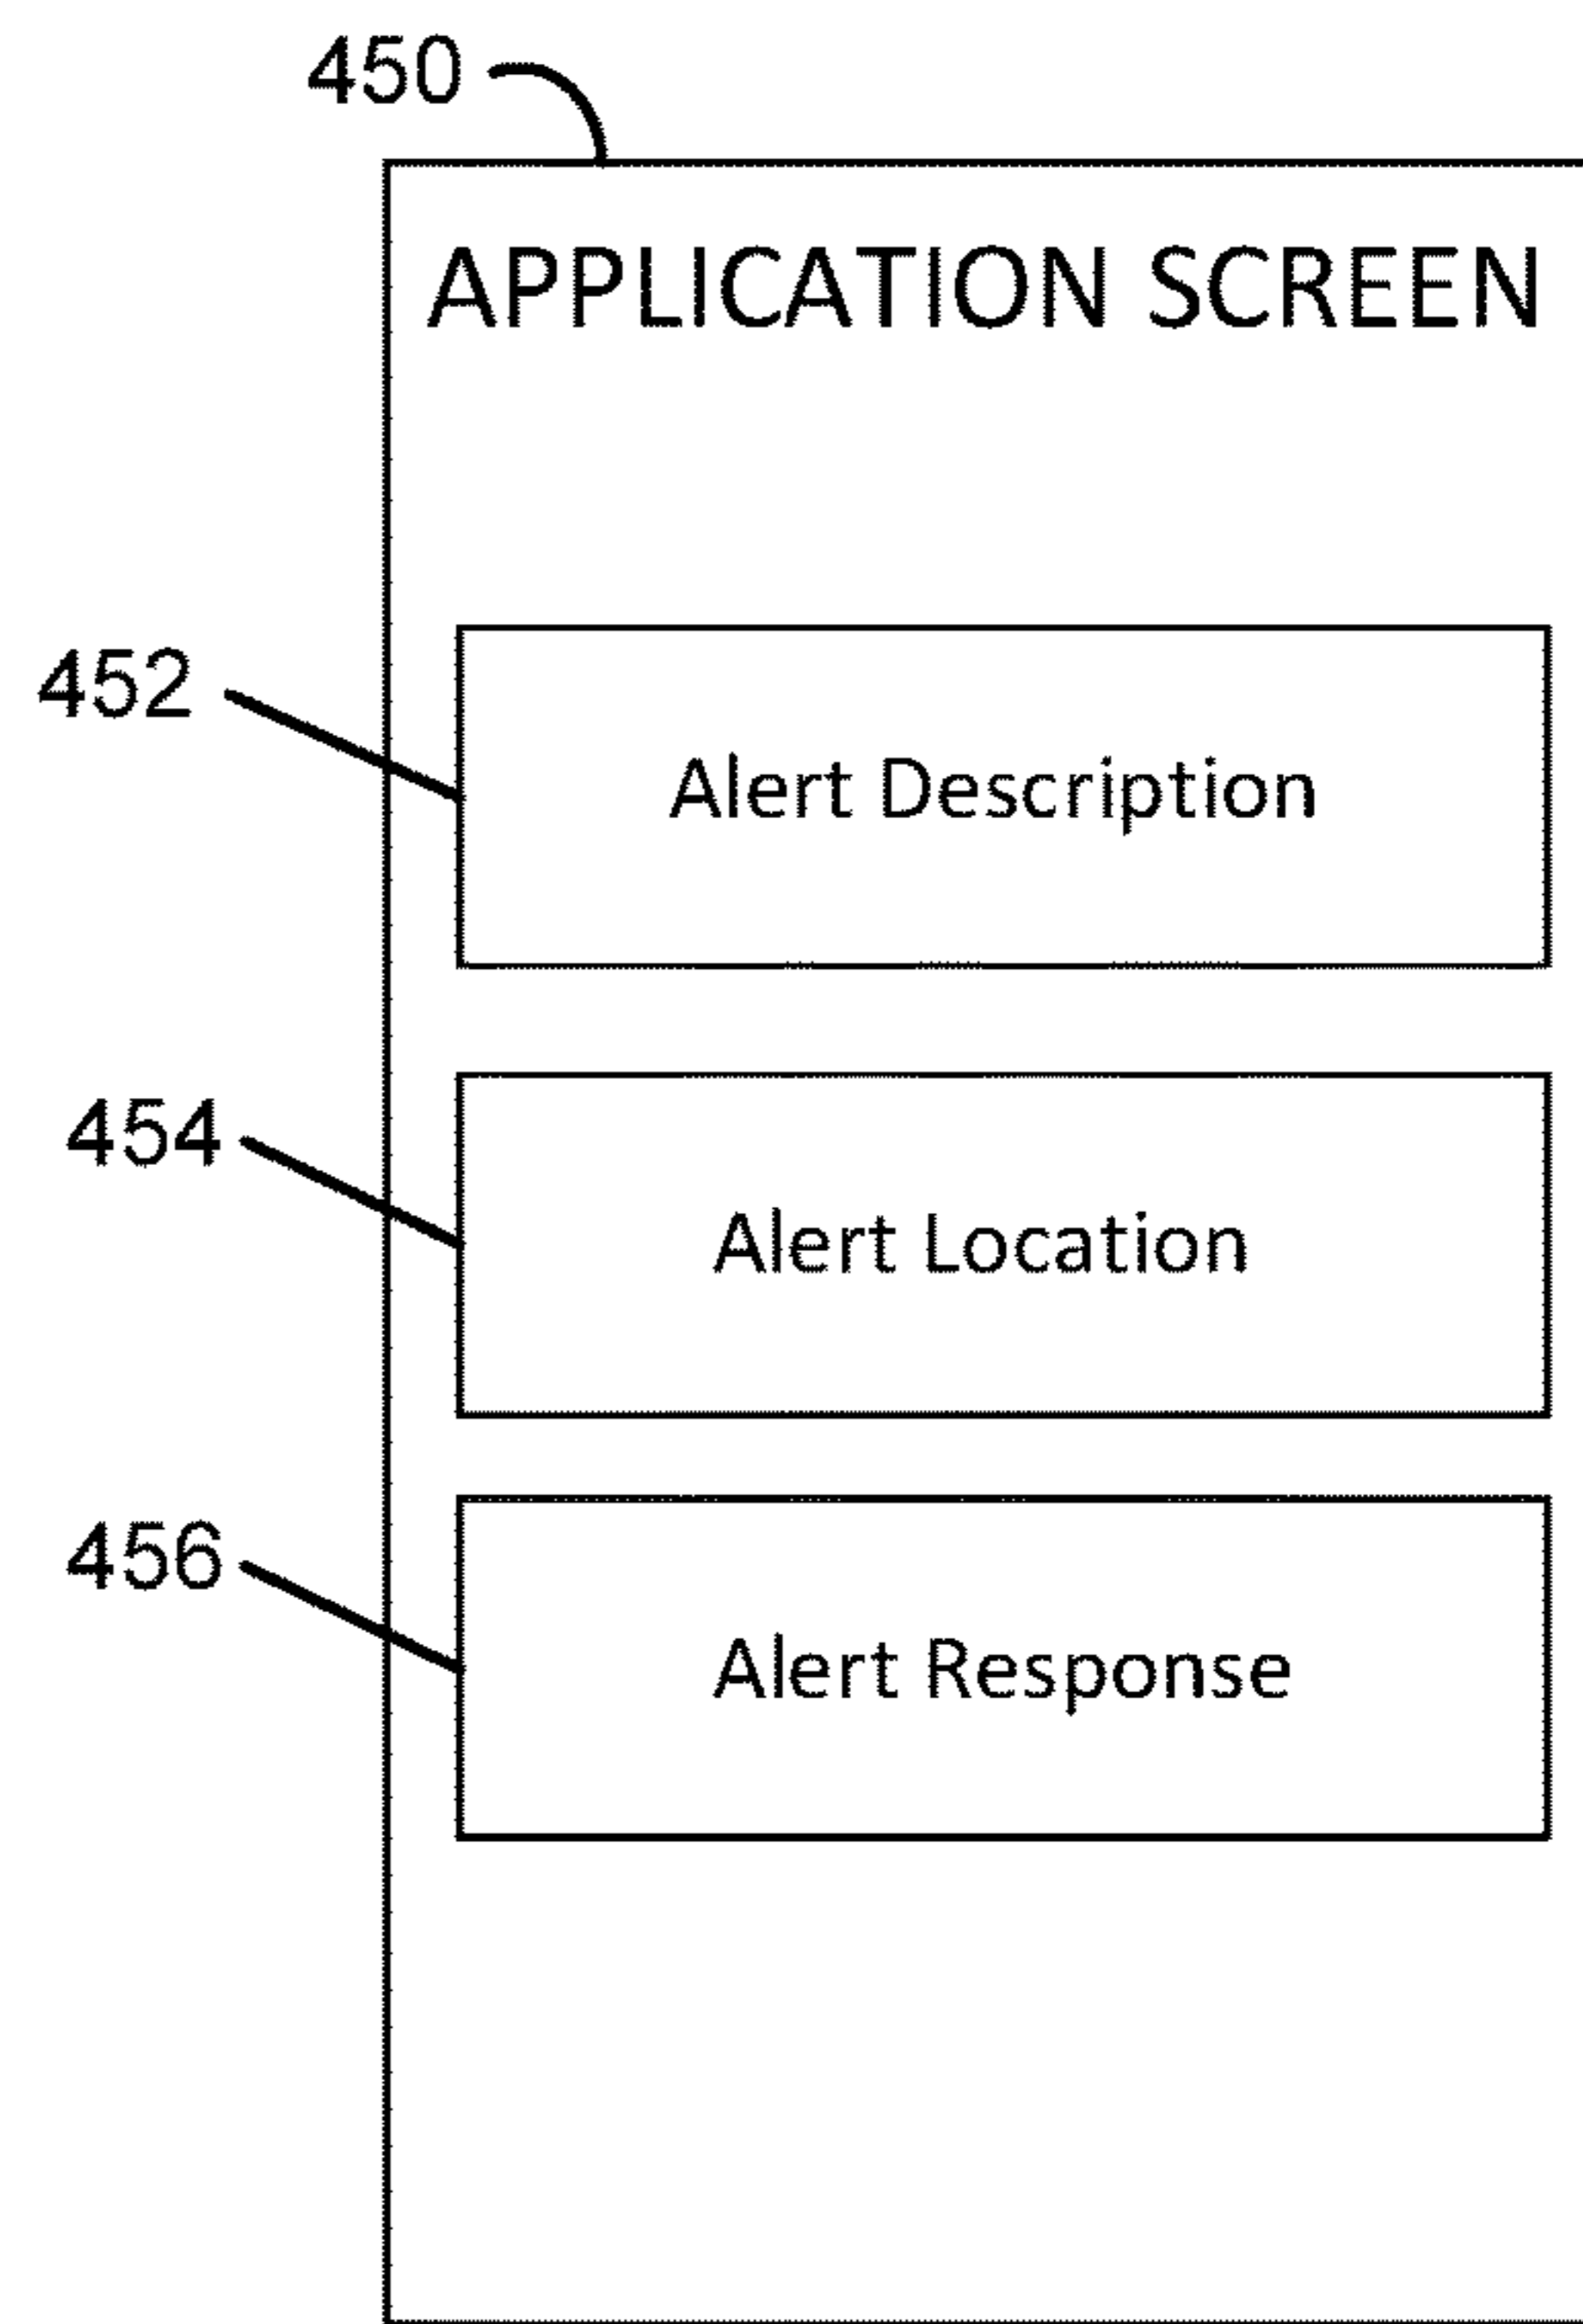 450
APPLICATION SCREEN
452
Alert Description
454
Alert Location
456
Alert Response